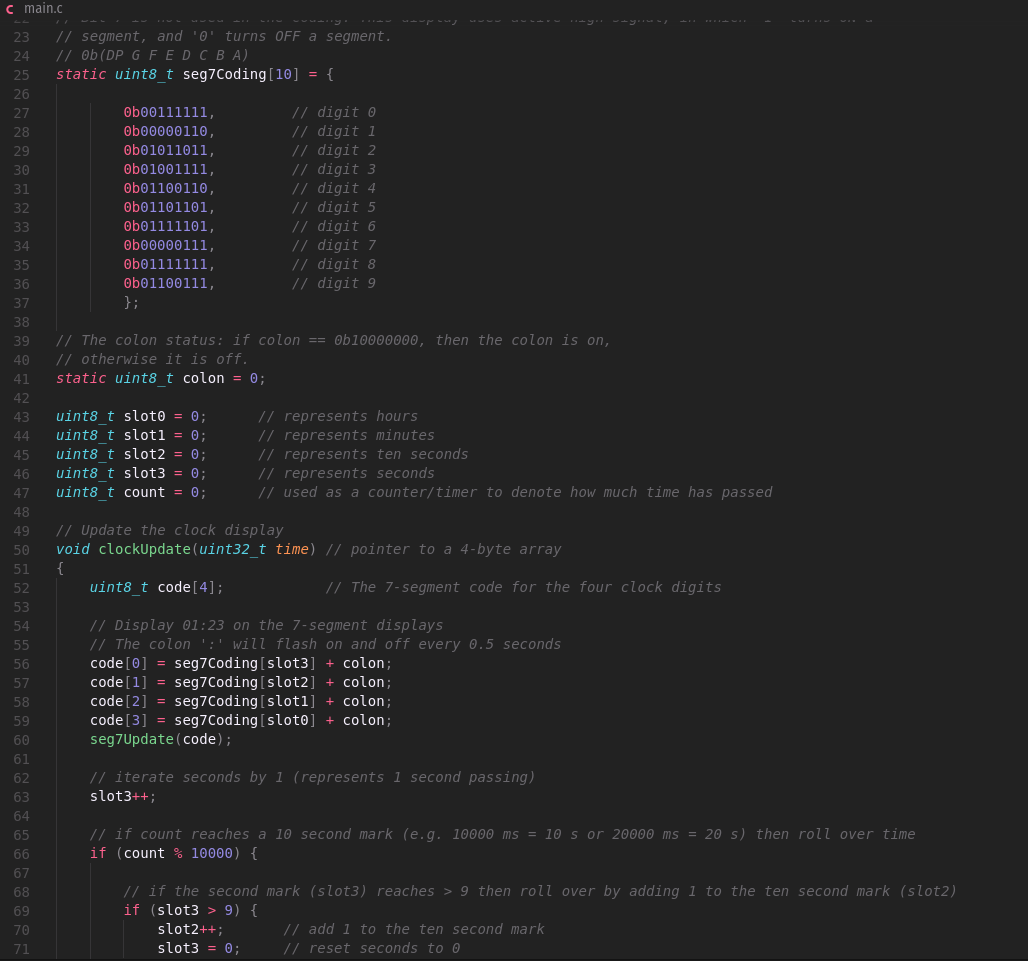 C main.c
23 // segment, and '0' turns OFF a segment.
24 // 0b(DP G F E D C B A)
25 static uint8_t seg7Coding[10] = {
26
27 0b00111111, // digit 0
28 0b00000110, // digit 1
29 0b01011011, // digit 2
30 0b01001111, // digit 3
31 0b01100110, // digit 4
32 0b01101101, // digit 5
33 0b01111101, // digit 6
34 0b00000111, // digit 7
35 0b01111111, // digit 8
36 0b01100111, // digit 9
37 };
38
39 // The colon status: if colon == 0b10000000, then the colon is on,
40 // otherwise it is off.
41 static uint8_t colon = 0;
42
43 uint8_t slot0 = 0; // represents hours
44 uint8_t slot1 = 0; // represents minutes
45 uint8_t slot2 = 0; // represents ten seconds
46 uint8_t slot3 = 0; // represents seconds
47 uint8_t count = 0; // used as a counter/timer to denote how much time has passed
48
49 // Update the clock display
50 void clockUpdate(uint32_t time) // pointer to a 4-byte array
51 {
52 uint8_t code[4]; // The 7-segment code for the four clock digits
53
54 // Display 01:23 on the 7-segment displays
55 // The colon ':' will flash on and off every 0.5 seconds
56 code[0] = seg7Coding[slot3] + colon;
57 code[1] = seg7Coding[slot2] + colon;
58 code[2] = seg7Coding[slot1] + colon;
59 code[3] = seg7Coding[slot0] + colon;
60 seg7Update(code);
61
62 // iterate seconds by 1 (represents 1 second passing)
63 slot3++;
64
65 // if count reaches a 10 second mark (e.g. 10000 ms = 10 s or 20000 ms = 20 s) then roll over time
66 if (count % 10000) {
67
68 // if the second mark (slot3) reaches > 9 then roll over by adding 1 to the ten second mark (slot2)
69 if (slot3 > 9) {
70 slot2++; // add 1 to the ten second mark
71 slot3 = 0; // reset seconds to 0